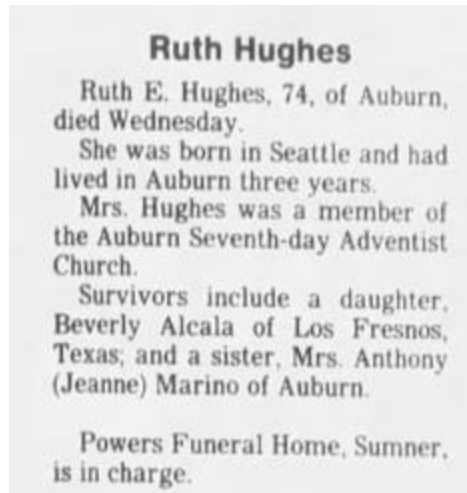 Ruth Hughes
Ruth E. Hughes, 74, of Auburn,
died Wednesday.
She was born in Seattle and had
lived in Auburn three years.
Mrs. Hughes was a member of
the Auburn Seventh-day Adventist
Church.
Survivors include a daughter,
Beverly Alcala of Los Fresnos,
Texas; and a sister, Mrs. Anthony
(Jeanne) Marino of Auburn.
Powers Funeral Home, Sumner,
is in charge.